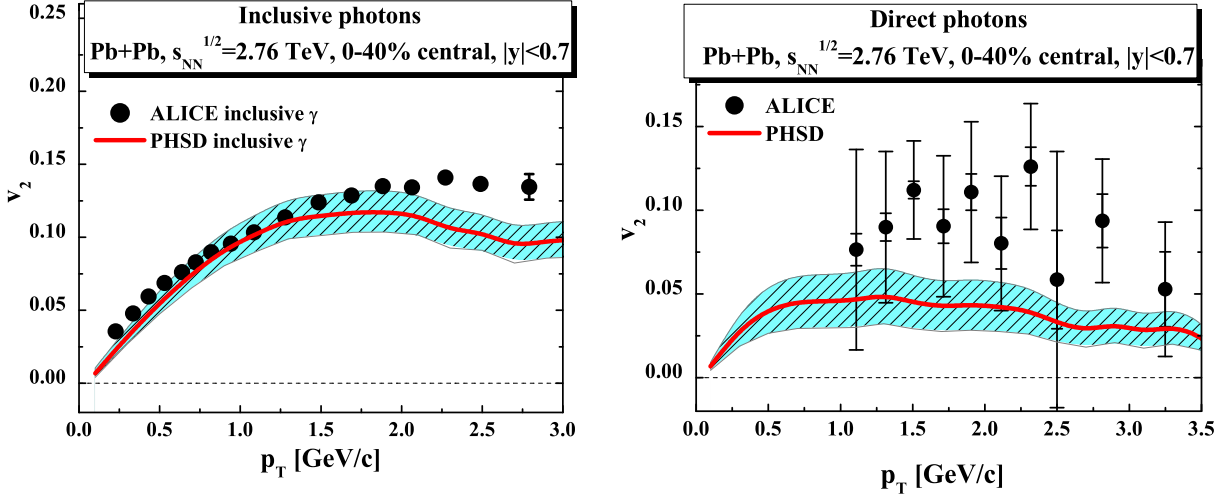 Inclusive photons
Pb+Pb, s_NN^1/2=2.76 TeV, 0-40% central, |y|<0.7
0.25
0.20
0.15
0.10
0.05
0.00
v_2
ALICE inclusive γ
PHSD inclusive γ
0.0 0.5 1.0 1.5 2.0 2.5 3.0
p_T [GeV/c]
Direct photons
Pb+Pb, s_NN^1/2=2.76 TeV, 0-40% central, |y|<0.7
0.15
0.10
0.05
0.00
v_2
ALICE
PHSD
0.0 0.5 1.0 1.5 2.0 2.5 3.0 3.5
p_T [GeV/c]